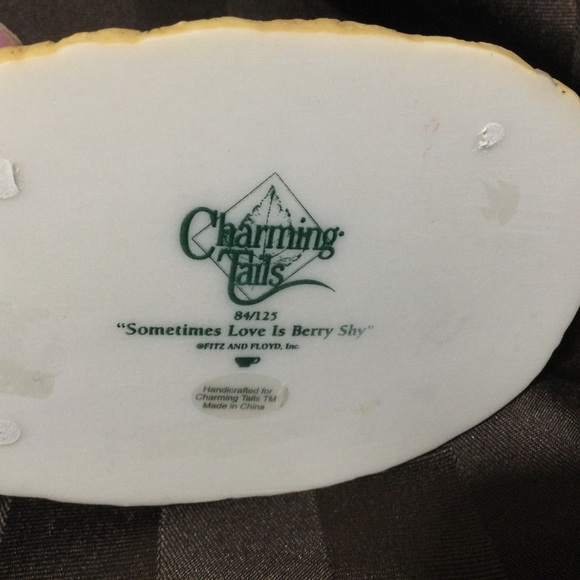 Charming
Tails
84/125
"Sometimes Love Is Berry Shy"
©FITZ AND FLOYD, Inc.
Handcrafted for
Charming Tails TM
Made in China